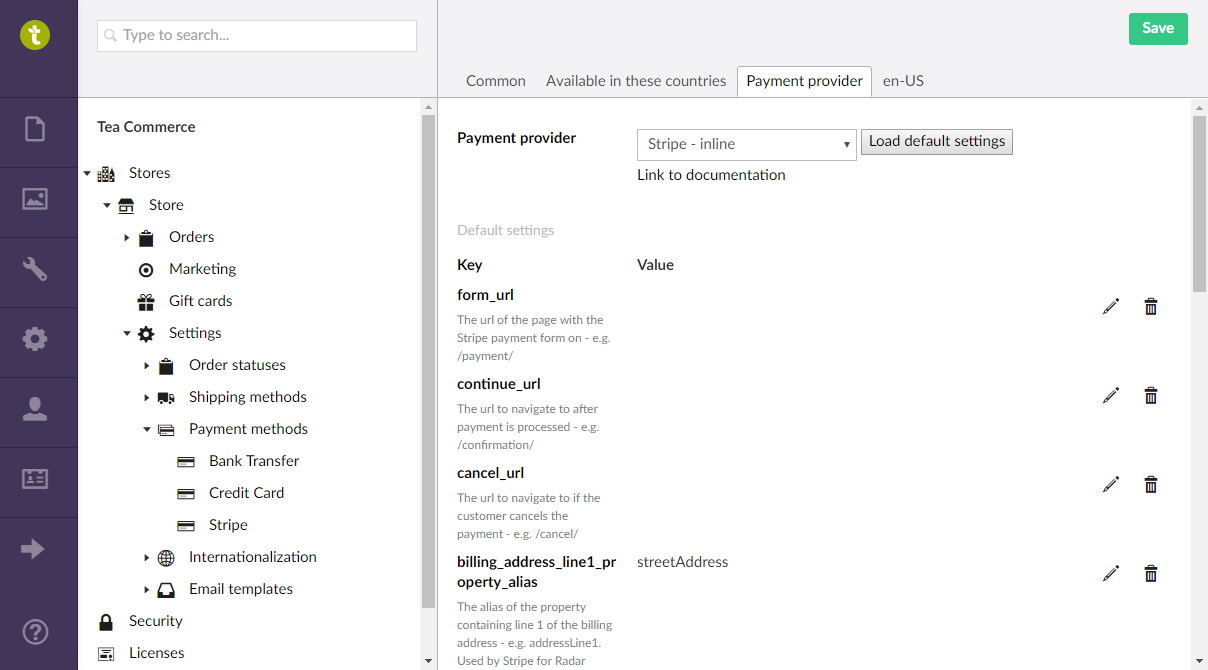 t
Type to search...
Save
Common Available in these countries Payment provider en-US
Tea Commerce
Stores
Store
Orders
Marketing
Gift cards
Settings
Order statuses
Shipping methods
Payment methods
Bank Transfer
Credit Card
Stripe
Internationalization
Email templates
Security
Licenses
Payment provider
Stripe - inline
Load default settings
Link to documentation
Default settings
Key Value
form_url
The url of the page with the
Stripe payment form on - e.g.
/payment/
continue_url
The url to navigate to after
payment is processed - e.g.
/confirmation/
cancel_url
The url to navigate to if the
customer cancels the
payment - e.g. /cancel/
billing_address_line1_pr streetAddress
operty_alias
The alias of the property
containing line 1 of the billing
address - e.g. addressLine1.
Used by Stripe for Radar